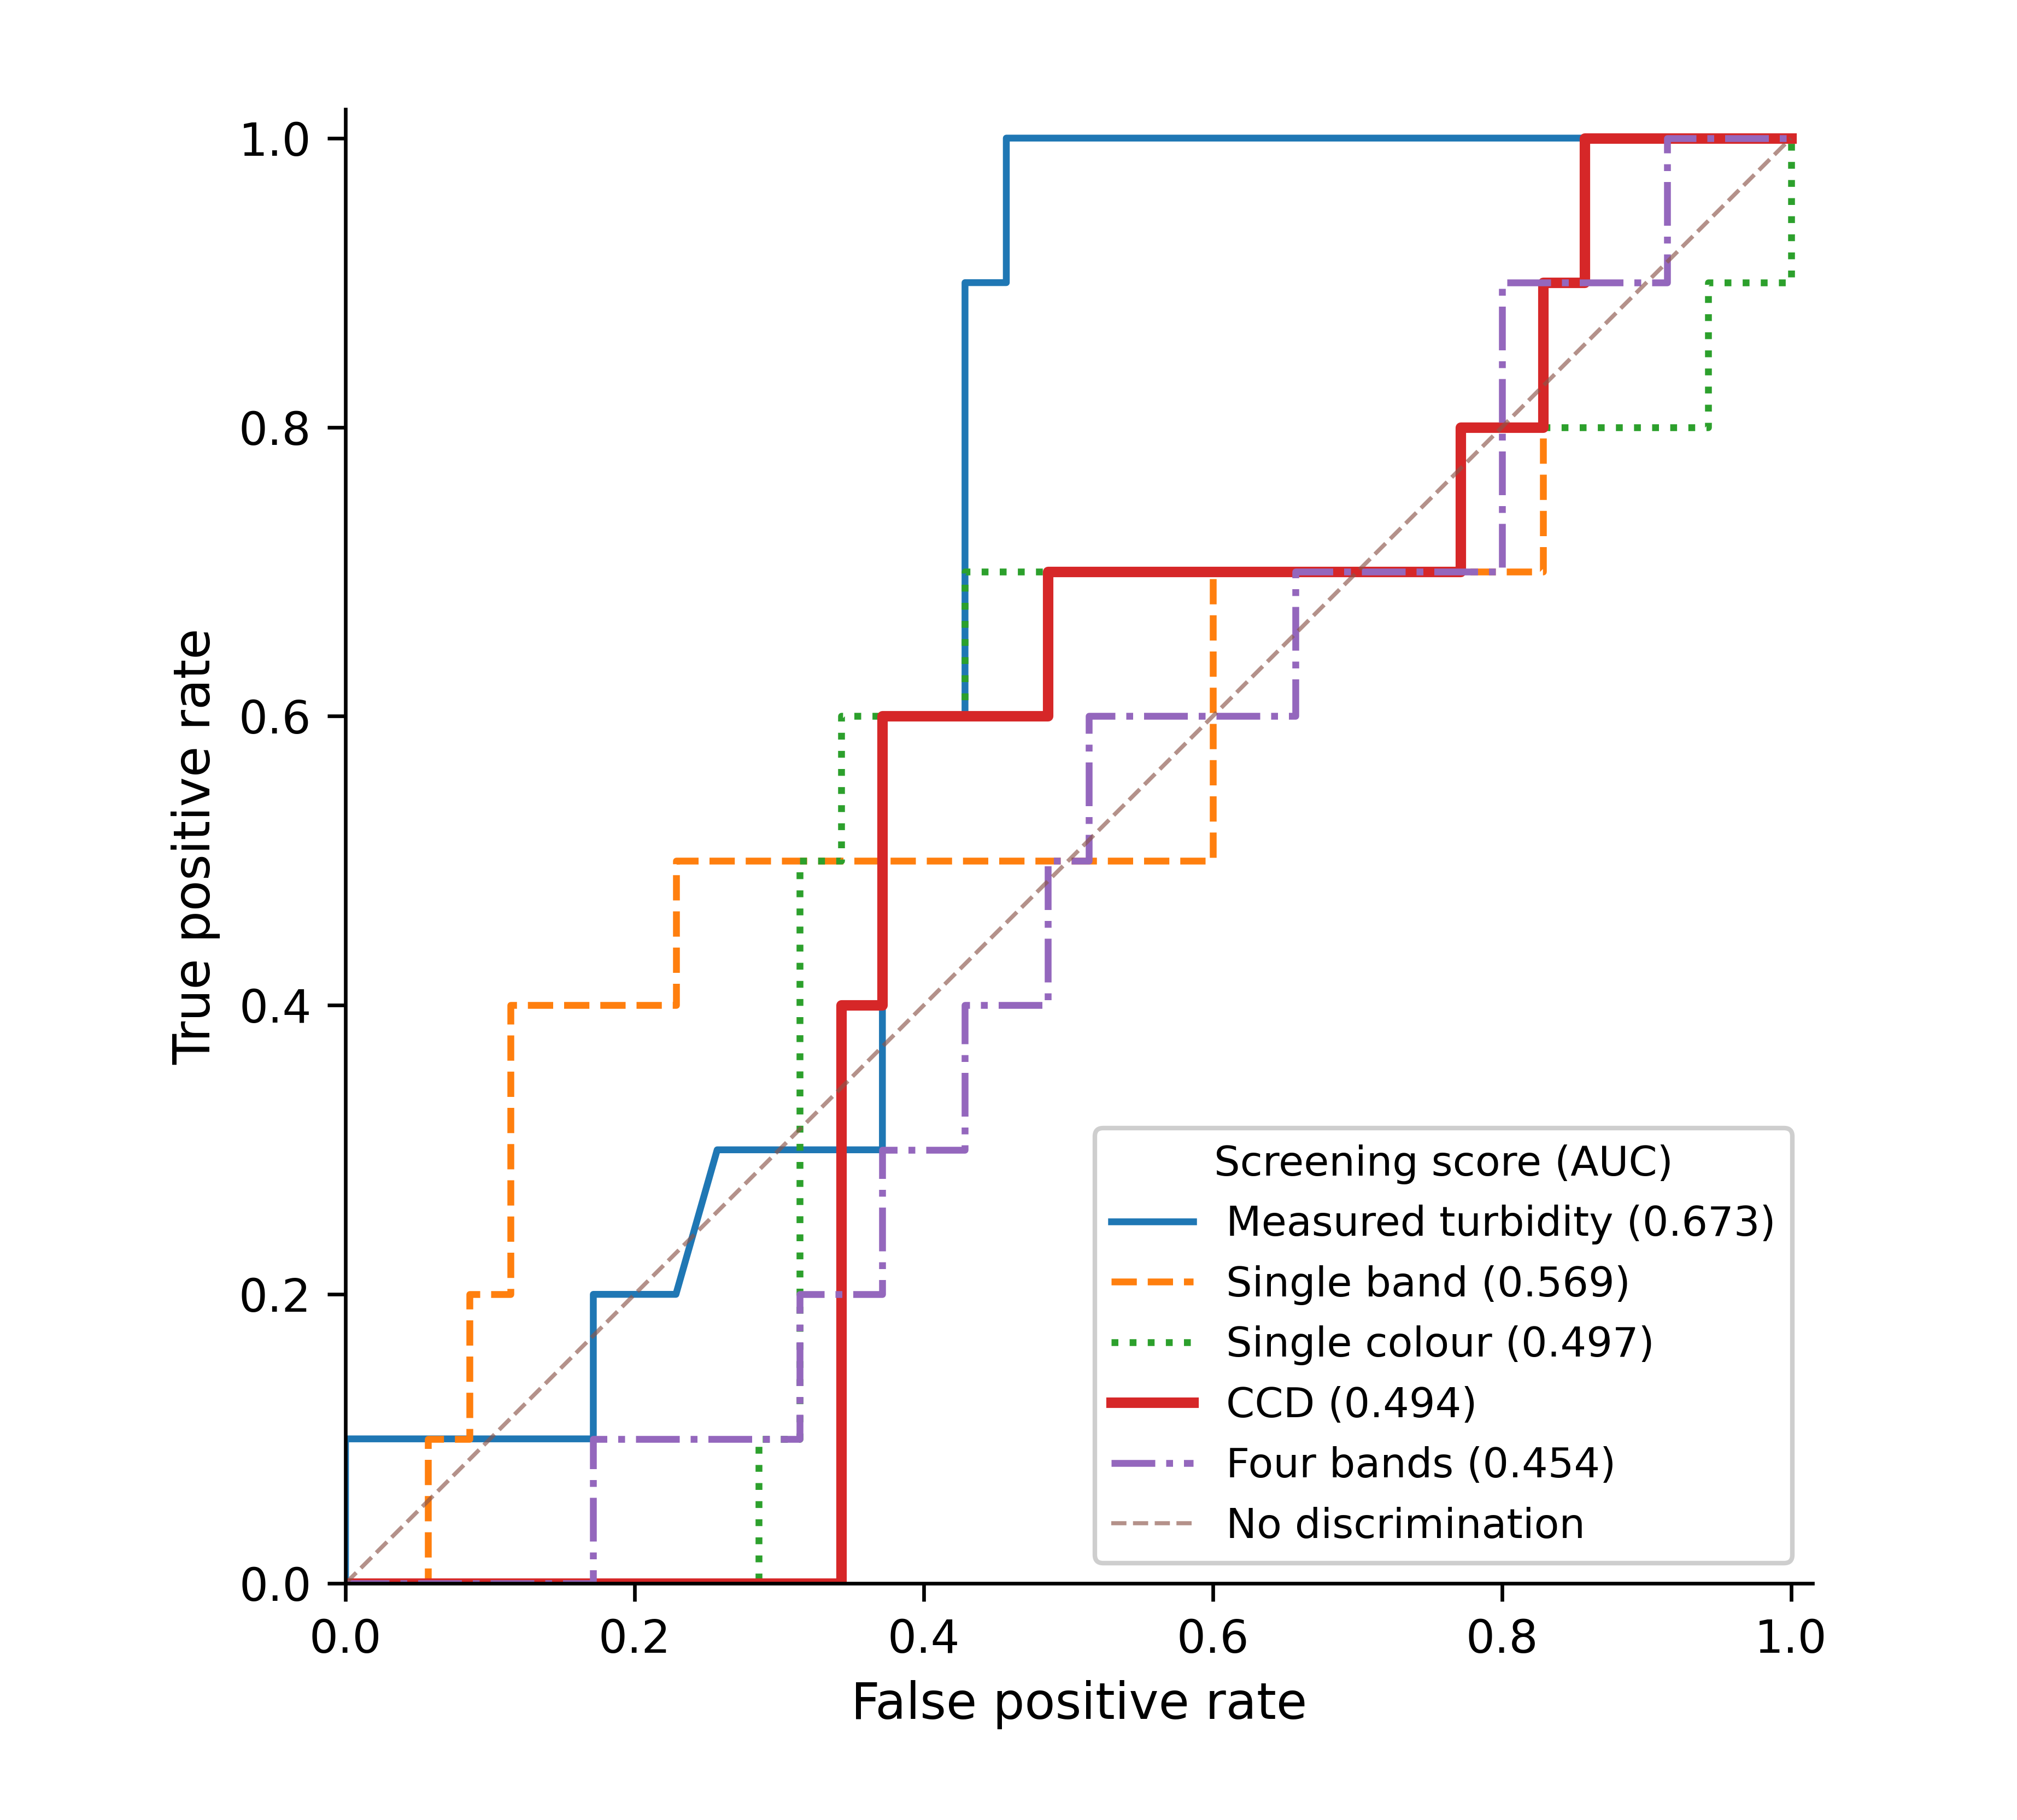 1.0
0.8
0.6
0.4
0.2
0.0
True positive rate
0.0 0.2 0.4 0.6 0.8 1.0
False positive rate
Screening score (AUC)
Measured turbidity (0.673)
Single band (0.569)
Single colour (0.497)
CCD (0.494)
Four bands (0.454)
No discrimination